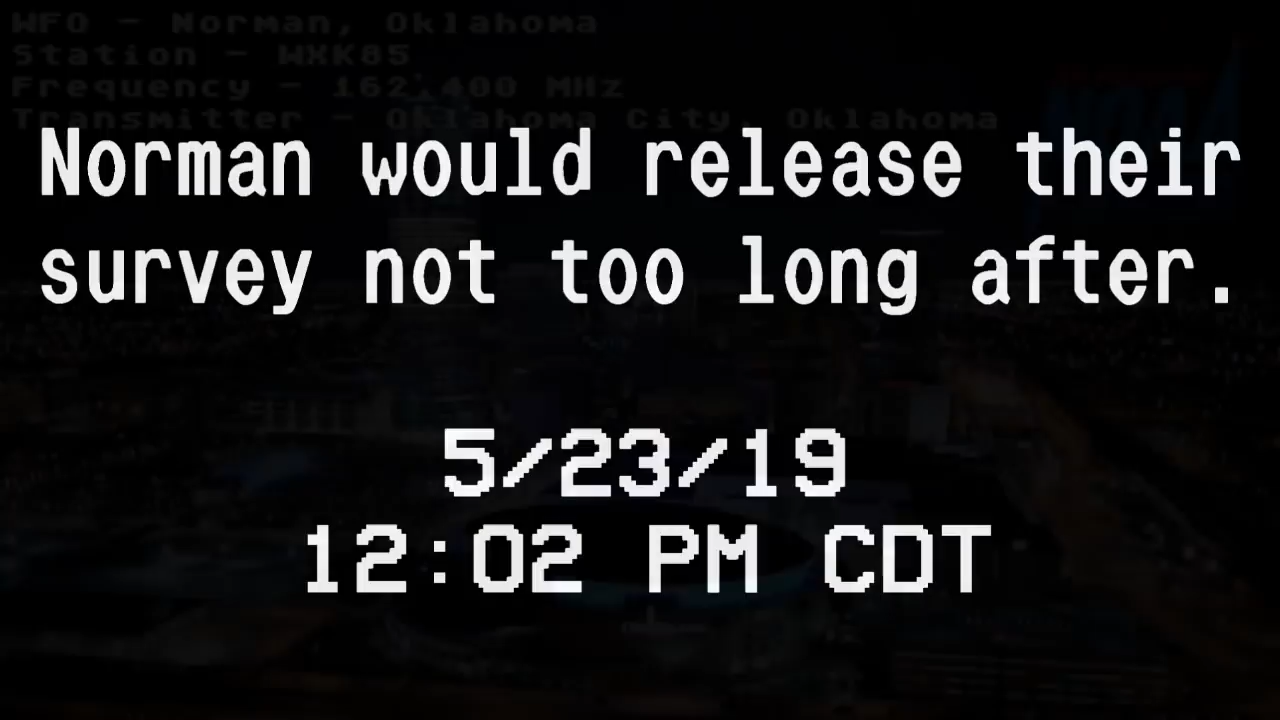 WFO - Norman, Oklahoma
Station - WXK85
Frequency - 162.400 MHz
Transmitter - Oklahoma City, Oklahoma
Norman would release their
survey not too long after.
5/23/19
12:02 PM CDT